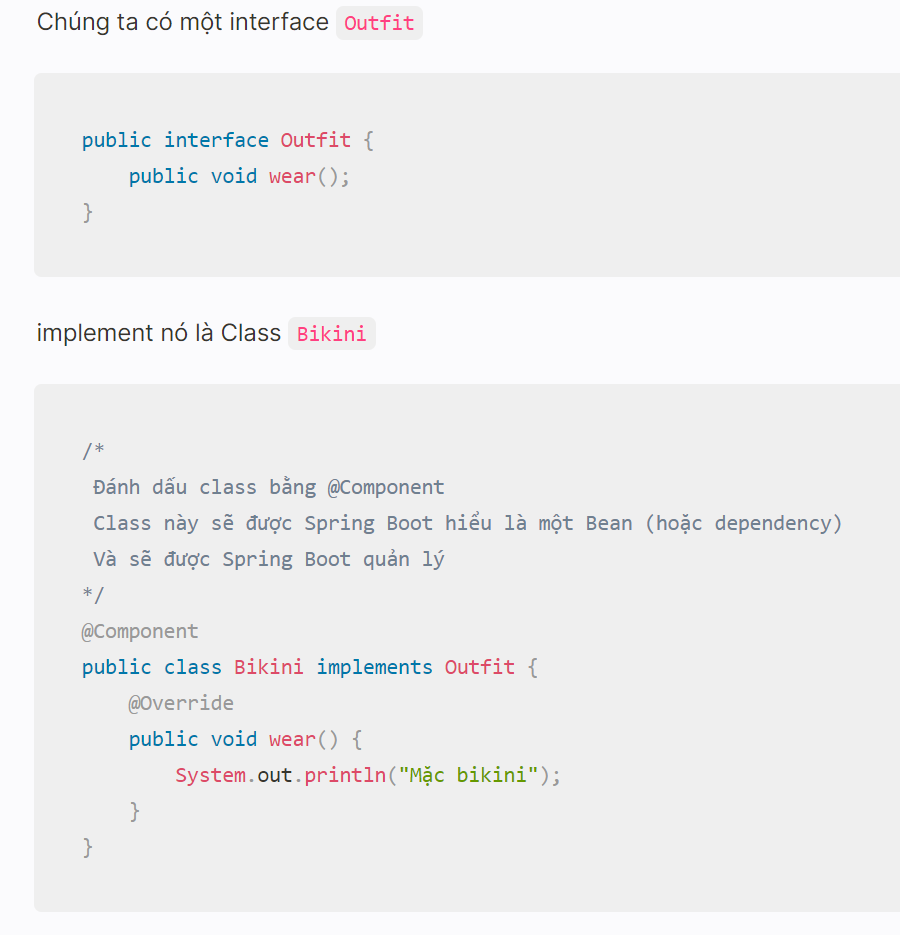 Chúng ta có một interface Outfit
public interface Outfit {
    public void wear();
}
implement nó là Class Bikini
/*
 Đánh dấu class bằng @Component
 Class này sẽ được Spring Boot hiểu là một Bean (hoặc dependency)
 Và sẽ được Spring Boot quản lý
*/
@Component
public class Bikini implements Outfit {
    @Override
    public void wear() {
        System.out.println("Mặc bikini");
    }
}